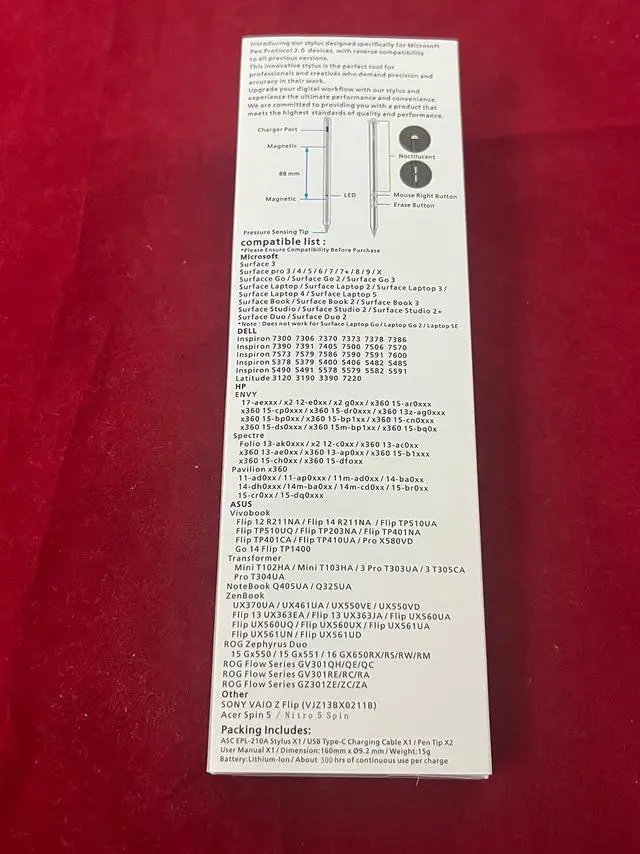 Introducing our stylus designed specifically for Microsoft
Pen Protocol 2.0 devices, with reverse compatibility
to all previous versions.
This innovative stylus is the perfect tool for
professionals and creatives who demand precision and
accuracy in their work.
Upgrade your digital workflow with our stylus and
experience the ultimate performance and convenience.
We are committed to providing you with a product that
meets the highest standards of quality and performance.
Charger Port
Magnetic
88 mm
Magnetic
LED
Noctilucent
Mouse Right Button
Erase Button
Pressure Sensing Tip
compatible list :
*Please Ensure Compatibility Before Purchase
Microsoft
Surface 3
Surface pro 3 / 4 / 5 / 6 / 7 / 7+ / 8 / 9 / X
Surfacce Go / Surface Go 2 / Surface Go 3
Surface Laptop / Surface Laptop 2 / Surface Laptop 3 /
Surface Laptop 4 / Surface Laptop 5
Surface Book / Surface Book 2 / Surface Book 3
Surface Studio / Surface Studio 2 / Surface Studio 2+
Surface Duo / Surface Duo 2
*Note : Does not work for Surface Laptop Go / Laptop Go 2 / Laptop SE
DELL
Inspiron 7300 7306 7370 7373 7378 7386
Inspiron 7390 7391 7405 7500 7506 7570
Inspiron 7573 7579 7586 7590 7591 7600
Inspiron 5378 5379 5400 5406 5482 5485
Inspiron 5490 5491 5578 5579 5582 5591
Latitude 3120 3190 3390 7220
HP
ENVY
17-aexxx / x2 12-e0xx / x2 g0xx / x360 15-ar0xxx
x360 15-cp0xxx / x360 15-dr0xxx / x360 13z-ag0xxx
x360 15-bp0xx / x360 15-bp1xx / x360 15-cn0xxx
x360 15-ds0xxx / x360 15m-bp1xx / x360 15-bq0x
Spectre
Folio 13-ak0xxx / x2 12-c0xx / x360 13-ac0xx
x360 13-ae0xx / x360 13-ap0xx / x360 15-b1xxx
x360 15-ch0xx / x360 15-dfoxx
Pavilion x360
11-ad0xx / 11-ap0xxx / 11m-ad0xx / 14-ba0xx
14-dh0xxx /14m-ba0xx / 14m-cd0xx / 15-br0xx
15-cr0xx / 15-dq0xxx
ASUS
Vivobook
Flip 12 R211NA / Flip 14 R211NA / Flip TP510UA
Flip TP510UQ / Flip TP203NA / Flip TP401NA
Flip TP401CA / Flip TP410UA / Pro X580VD
Go 14 Flip TP1400
Transformer
Mini T102HA / Mini T103HA / 3 Pro T303UA / 3 T305CA
Pro T304UA
NoteBook Q405UA / Q325UA
ZenBook
UX370UA / UX461UA / UX550VE / UX550VD
Flip 13 UX363EA / Flip 13 UX363JA / Flip UX560UA
Flip UX560UQ / Flip UX560UX / Flip UX561UA
Flip UX561UN / Flip UX561UD
ROG Zephyrus Duo
15 Gx550 / 15 Gx551 / 16 GX650RX/RS/RW/RM
ROG Flow Series GV301QH/QE/QC
ROG Flow Series GV301RE/RC/RA
ROG Flow Series GZ301ZE/ZC/ZA
Other
SONY VAIO Z Flip (VJZ13BX0211B)
Acer Spin 5 / Nitro 5 Spin
Packing Includes:
ASC EPL-210A Stylus X1 / USB Type-C Charging Cable X1 / Pen Tip X2
User Manual X1 / Dimension:160mm x Ø9.2 mm / Weight:15g
Battery:Lithium-Ion / About 300 hrs of continuous use per charge